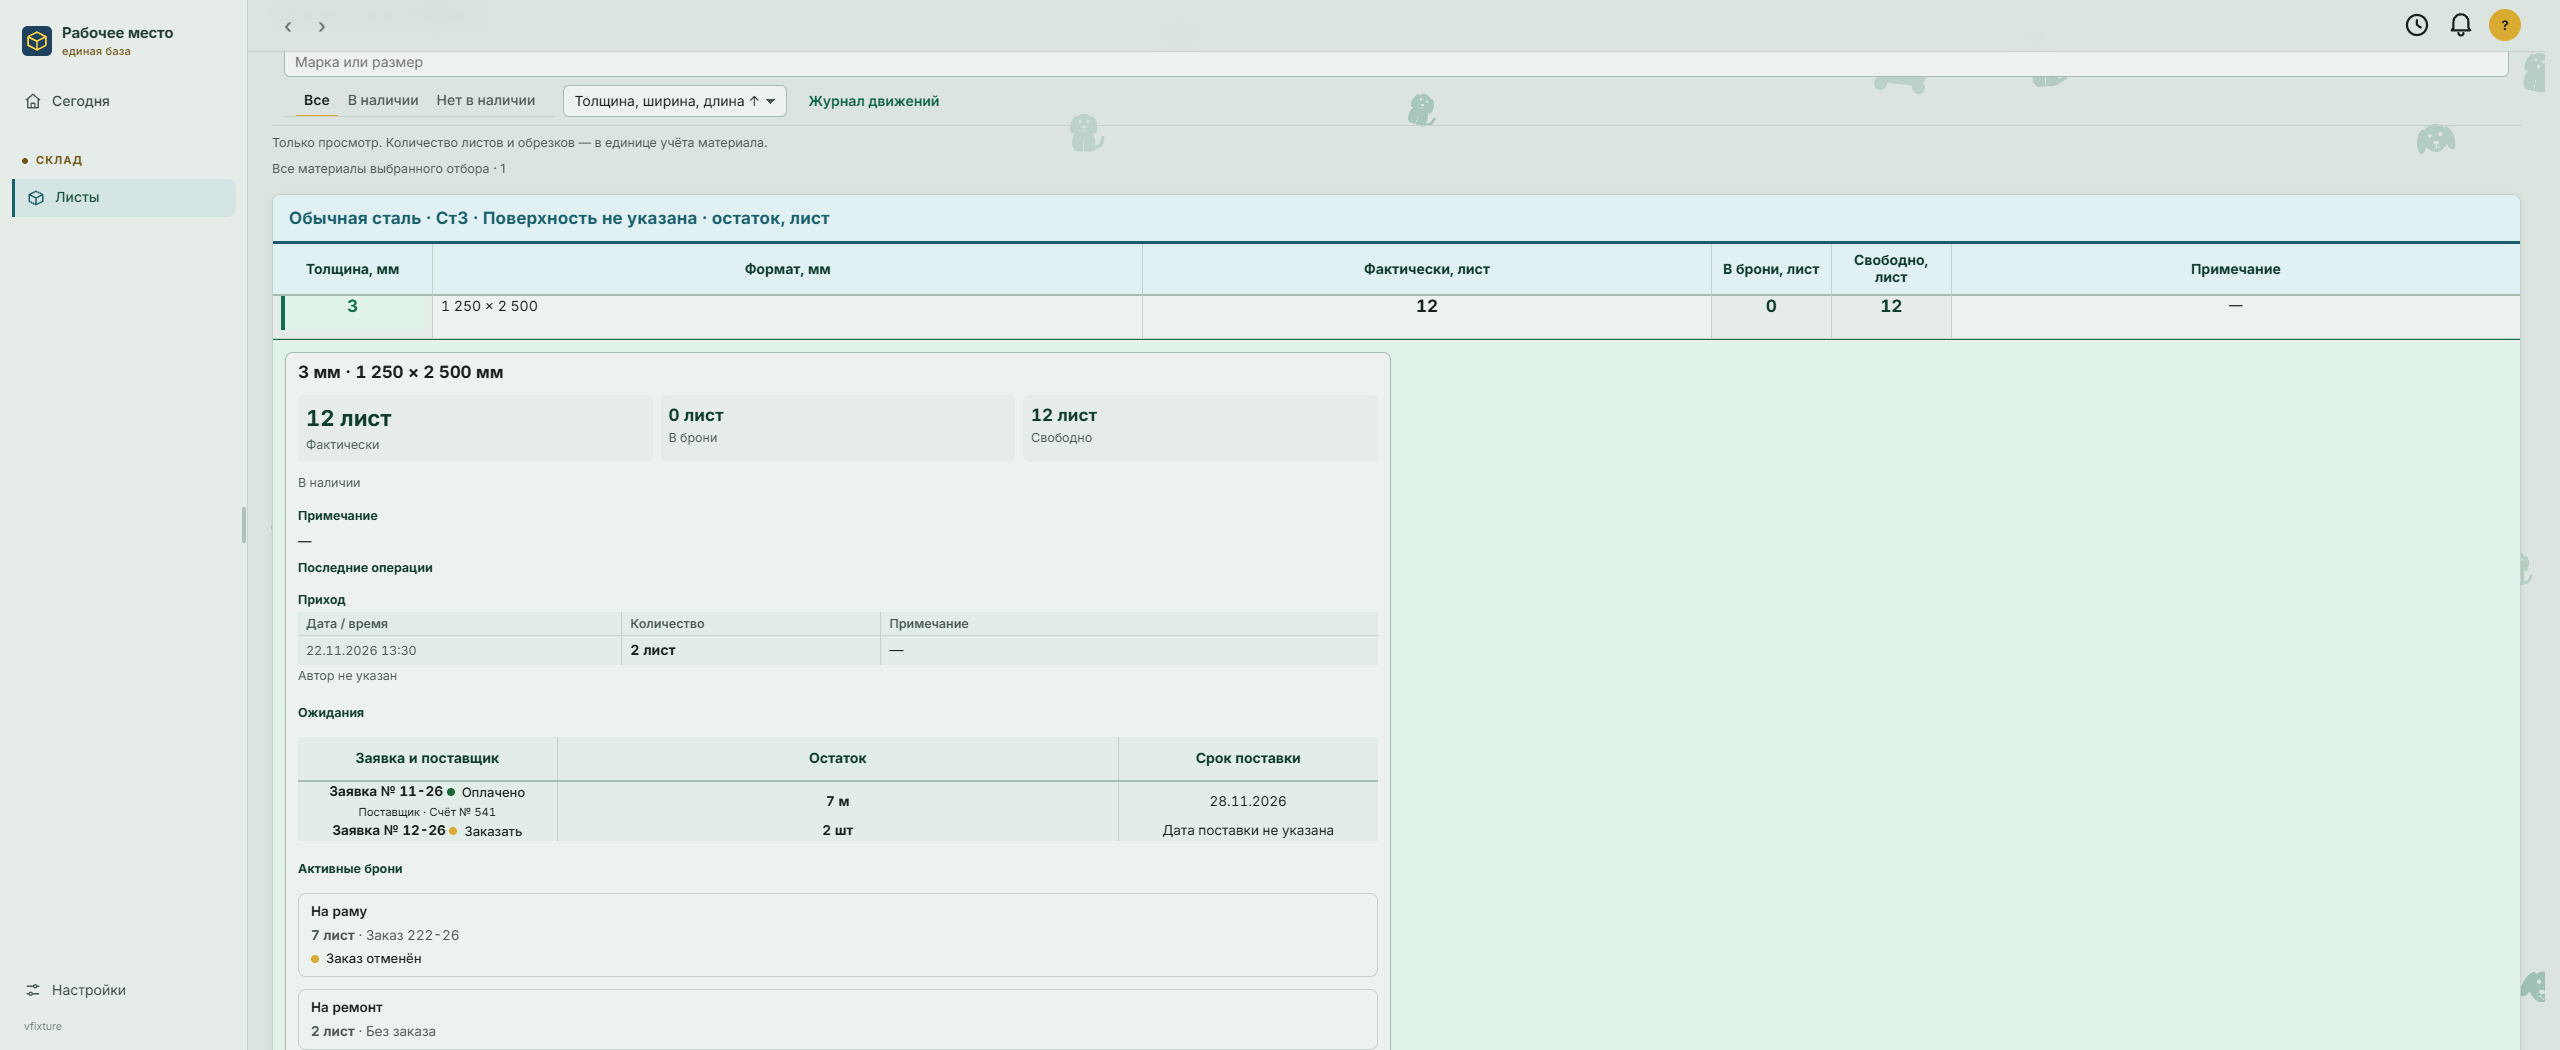 Рабочее место
единая база
Сегодня
СКЛАД
Листы
Настройки
vfixture
?
Марка или размер
Все В наличии Нет в наличии Толщина, ширина, длина ↑ Журнал движений
Только просмотр. Количество листов и обрезков — в единице учёта материала.
Все материалы выбранного отбора · 1
Обычная сталь · Ст3 · Поверхность не указана · остаток, лист
Толщина, мм Формат, мм Фактически, лист В брони, лист Свободно, лист Примечание
3 1 250 × 2 500 12 0 12 —
3 мм · 1 250 × 2 500 мм
12 лист 0 лист 12 лист
Фактически В брони Свободно
В наличии
Примечание
—
Последние операции
Приход
Дата / время Количество Примечание
22.11.2026 13:30 2 лист —
Автор не указан
Ожидания
Заявка и поставщик Остаток Срок поставки
Заявка № 11-26 Оплачено 7 м 28.11.2026
Поставщик · Счёт № 541
Заявка № 12-26 Заказать 2 шт Дата поставки не указана
Активные брони
На раму
7 лист · Заказ 222-26
Заказ отменён
На ремонт
2 лист · Без заказа